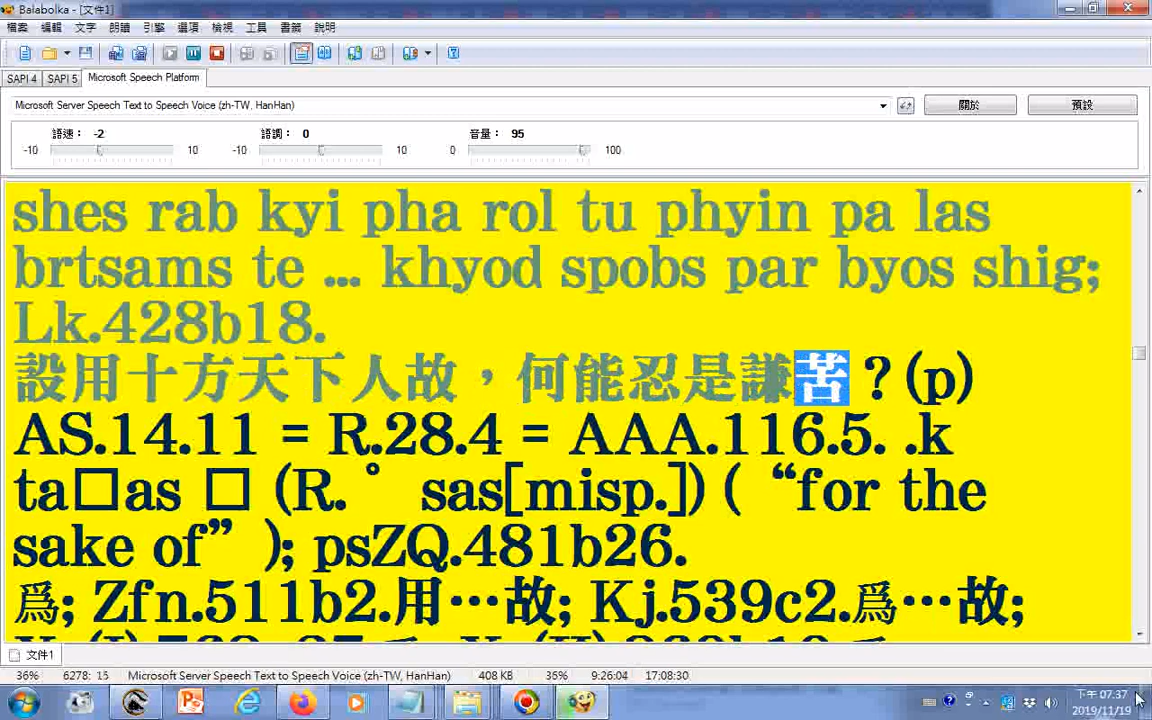 Balabolka - [文件1]
檔案 編輯 文字 朗讀 引擎 選項 檢視 工具 書籤 說明
SAPI 4 SAPI 5 Microsoft Speech Platform
Microsoft Server Speech Text to Speech Voice (zh-TW, HanHan) 關於 預設
語速： -2 語調： 0 音量： 95
-10 10 -10 10 0 100
shes rab kyi pha rol tu phyin pa las
brtsams te ... khyod spobs par byos shig;
Lk.428b18.
設用十方天下人故，何能忍是謙苦？(p)
AS.14.11 = R.28.4 = AAA.116.5. .k
ta□as □ (R.゜ sas[misp.]) (“for the
sake of”); psZQ.481b26.
爲; Zfn.511b2.用…故; Kj.539c2.爲…故;
文件1
36% 6278: 15 Microsoft Server Speech Text to Speech Voice (zh-TW, HanHan) 408 KB 36% 9:26:04 17:08:30
下午 07:37
2019/11/19